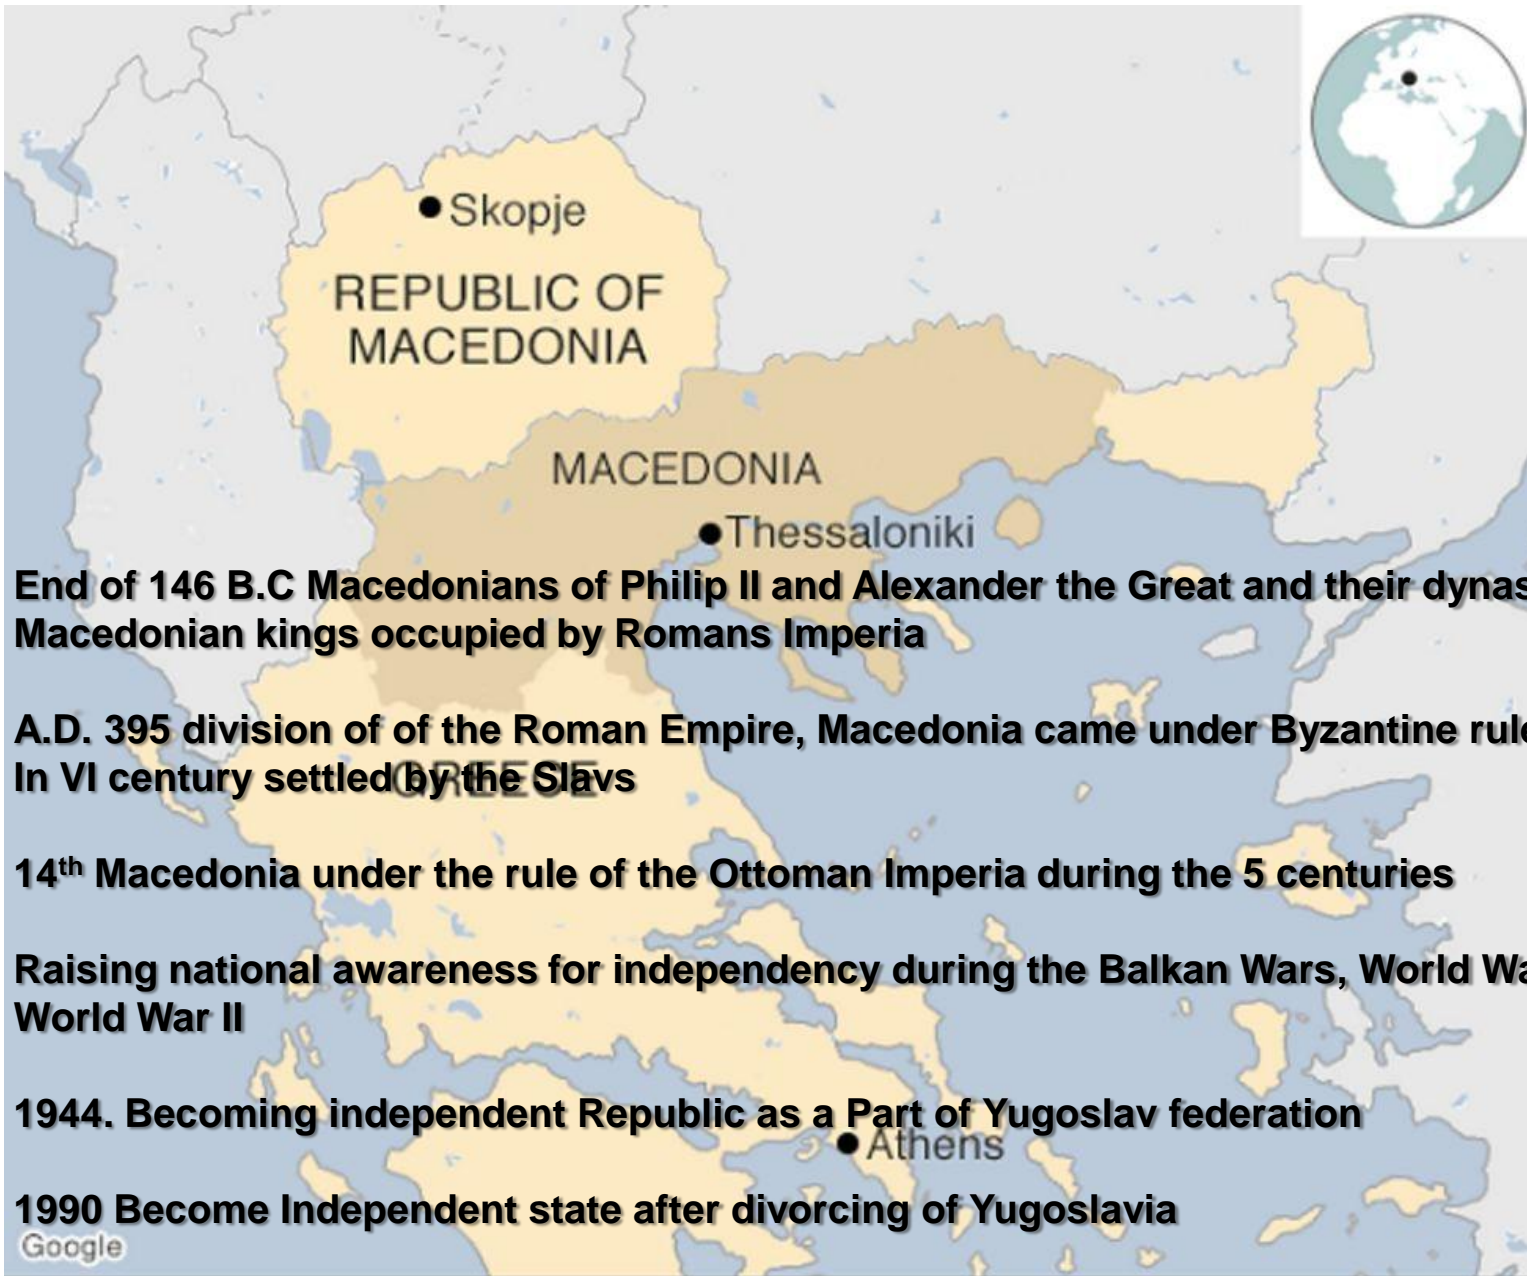 Skopje
REPUBLIC OF
MACEDONIA
MACEDONIA
Thessaloniki
End of 146 B.C Macedonians of Philip II and Alexander the Great and their dynas
Macedonian kings occupied by Romans Imperia
A.D. 395 division of of the Roman Empire, Macedonia came under Byzantine rule
In VI century settled by the Slavs
GREECE
14th Macedonia under the rule of the Ottoman Imperia during the 5 centuries
Raising national awareness for independency during the Balkan Wars, World Wa
World War II
1944. Becoming independent Republic as a Part of Yugoslav federation
Athens
1990 Become Independent state after divorcing of Yugoslavia
Google